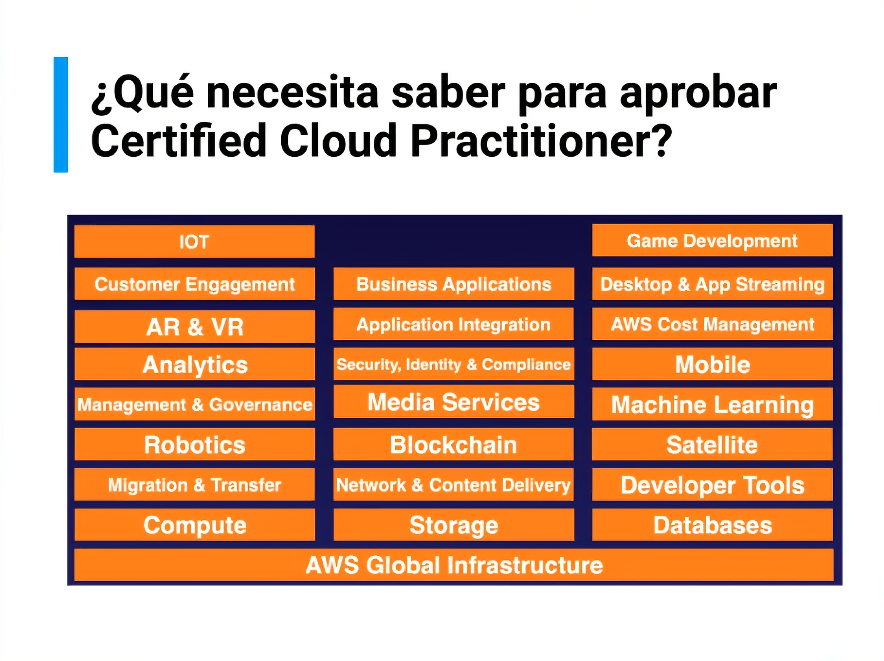 ¿Qué necesita saber para aprobar
Certified Cloud Practitioner?
IOT
Game Development
Customer Engagement
Business Applications
Desktop & App Streaming
AR & VR
Application Integration
AWS Cost Management
Analytics
Security, Identity & Compliance
Mobile
Management & Governance
Media Services
Machine Learning
Robotics
Blockchain
Satellite
Migration & Transfer
Network & Content Delivery
Developer Tools
Compute
Storage
Databases
AWS Global Infrastructure